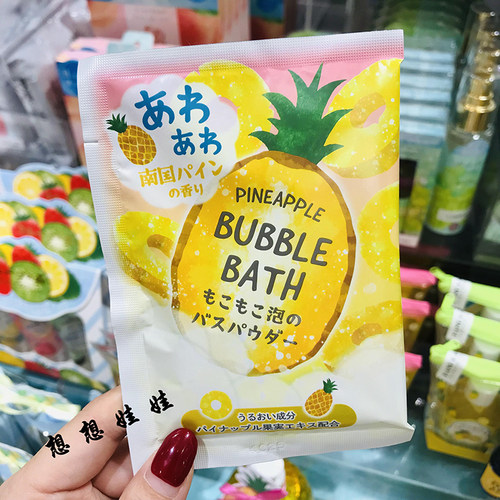 あわ
あわ
南国パイン
の香り
PINEAPPLE
BUBBLE
BATH
もこもこ泡の
バスパウダー
うるおい成分
パイナップル果実エキス配合
想想娃娃